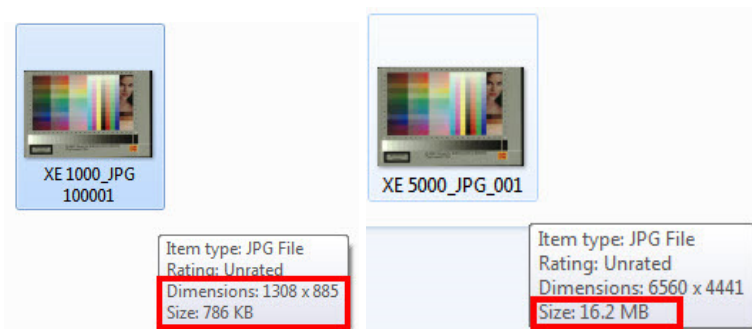 XE 1000_JPG
100001
Item type: JPG File
Rating: Unrated
Dimensions: 1308 x 885
Size: 786 KB
XE 5000_JPG_001
Item type: JPG File
Rating: Unrated
Dimensions: 6560 x 4441
Size: 16.2 MB